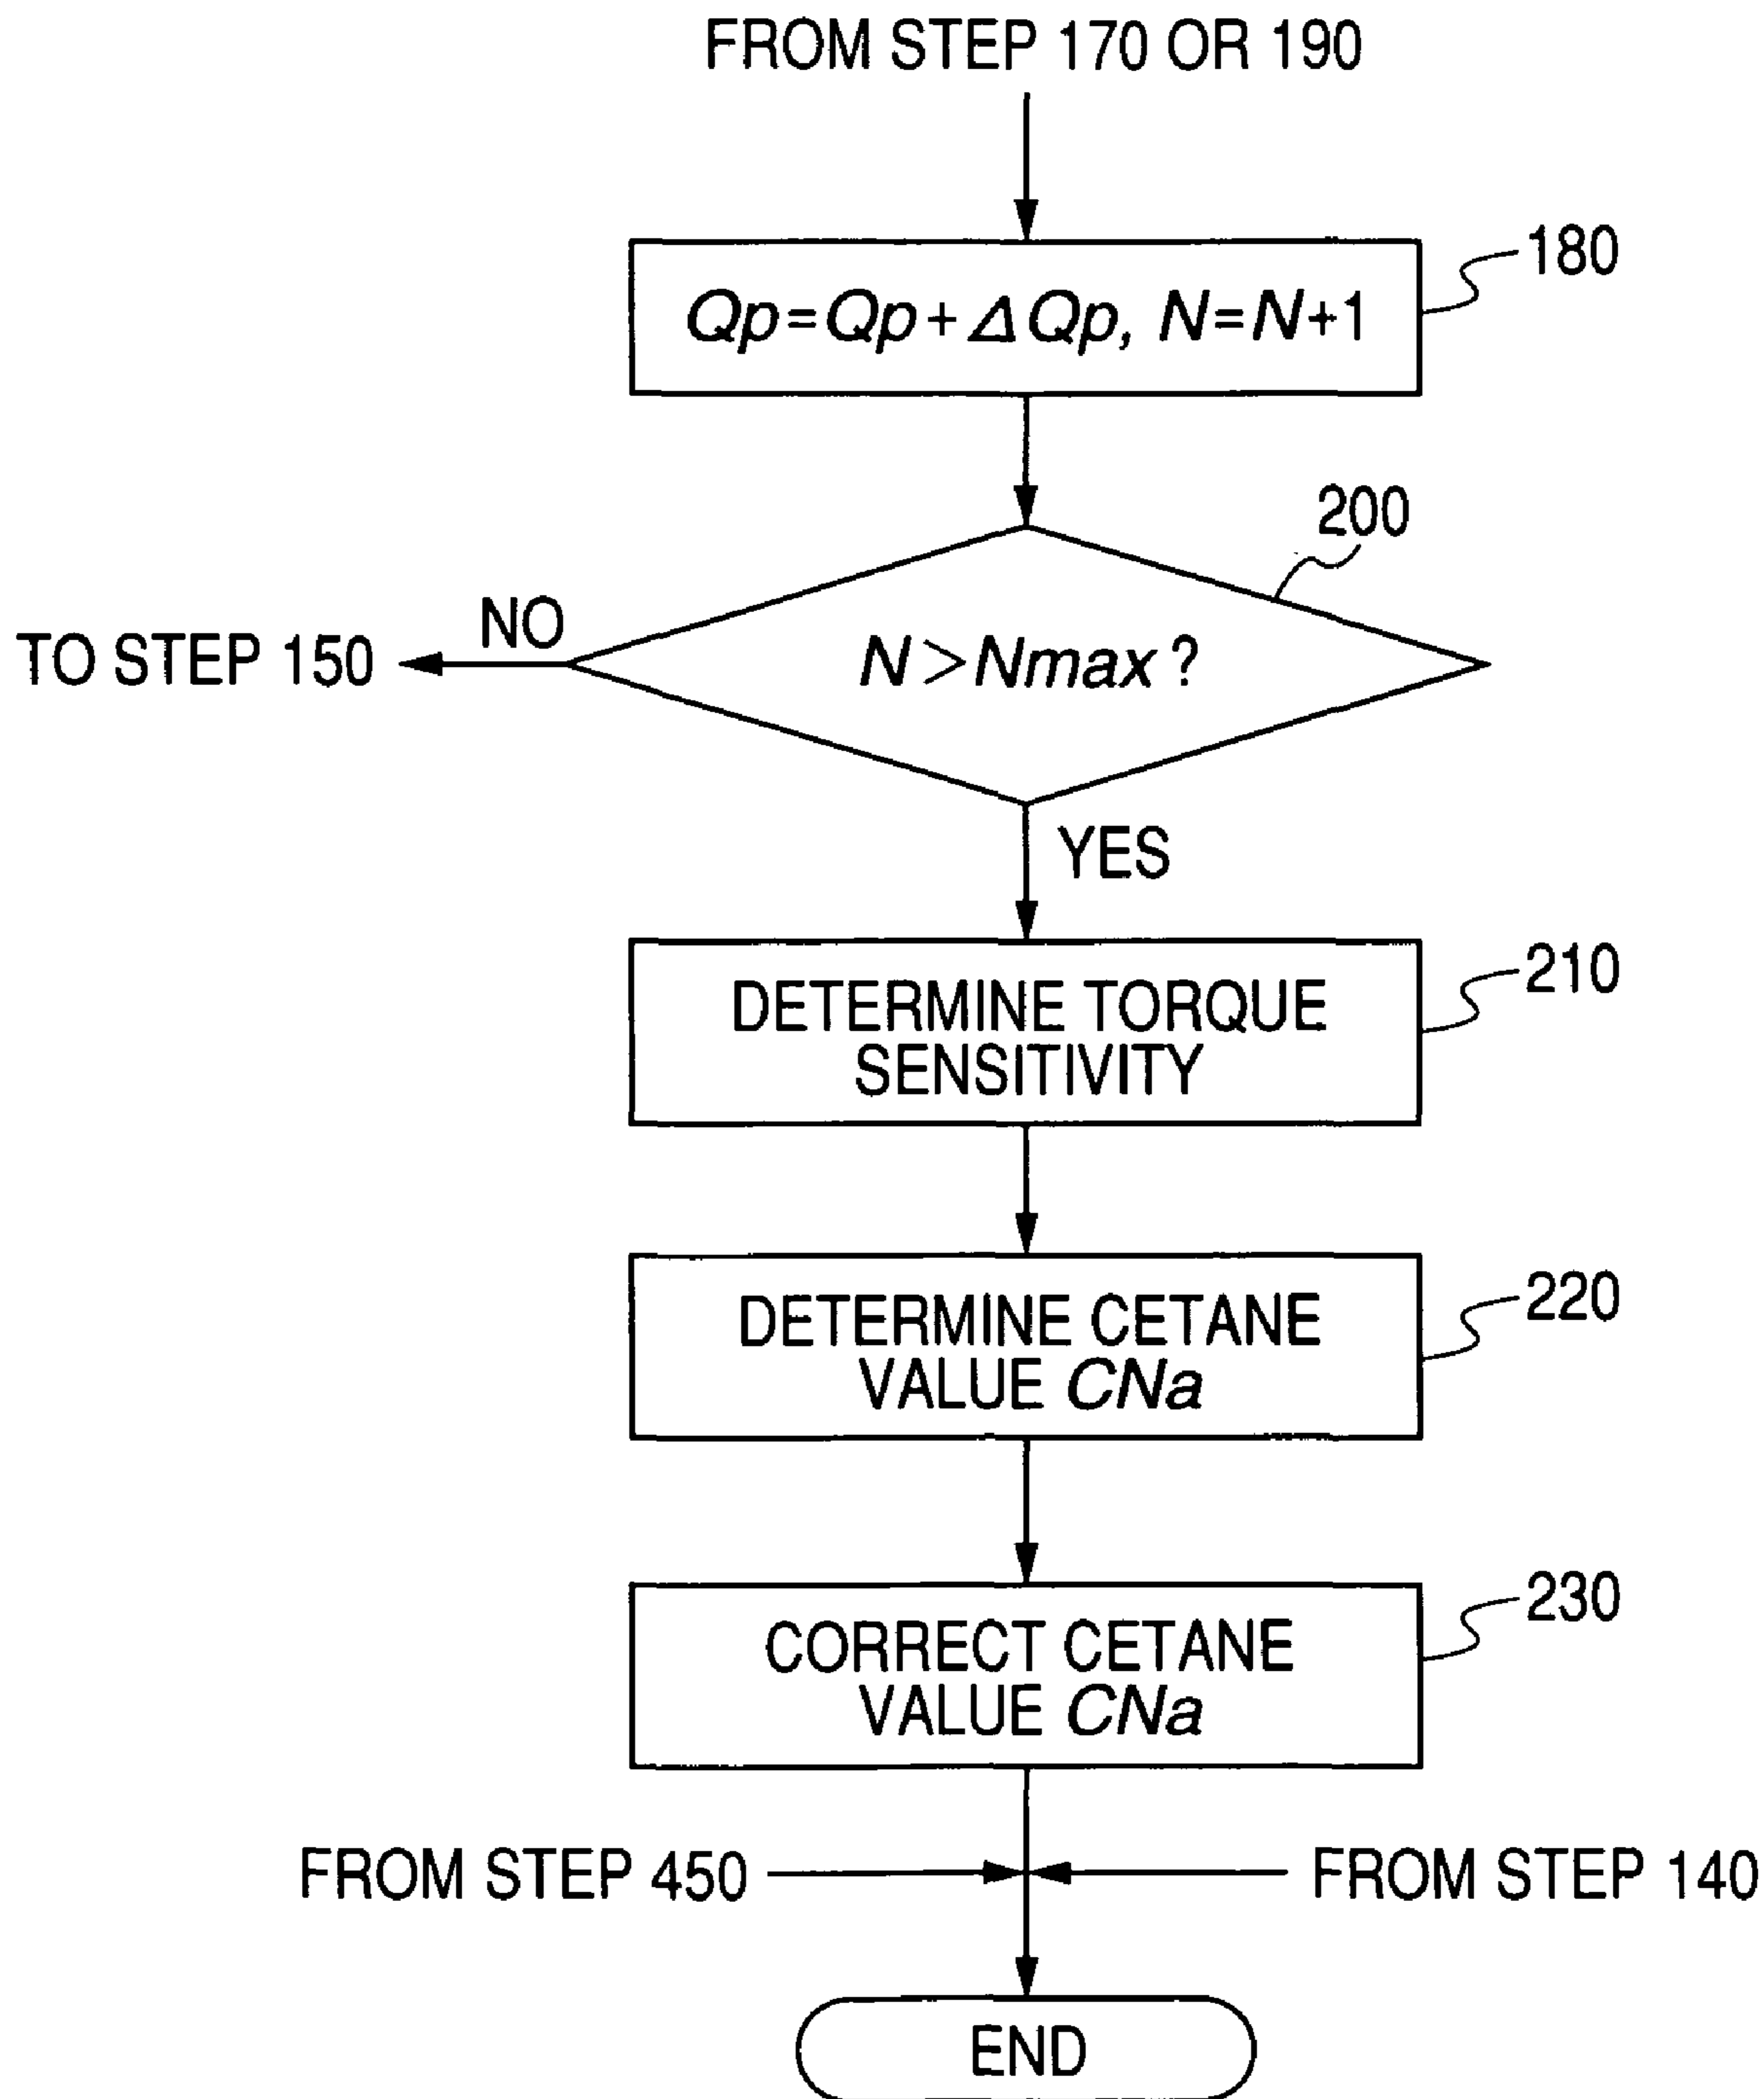 FROM STEP 170 OR 190
180
Qp=Qp+ΔQp, N=N+1
200
NO
TO STEP 150
N>Nmax?
YES
210
DETERMINE TORQUE
SENSITIVITY
220
DETERMINE CETANE
VALUE CNa
230
CORRECT CETANE
VALUE CNa
FROM STEP 450
FROM STEP 140
END